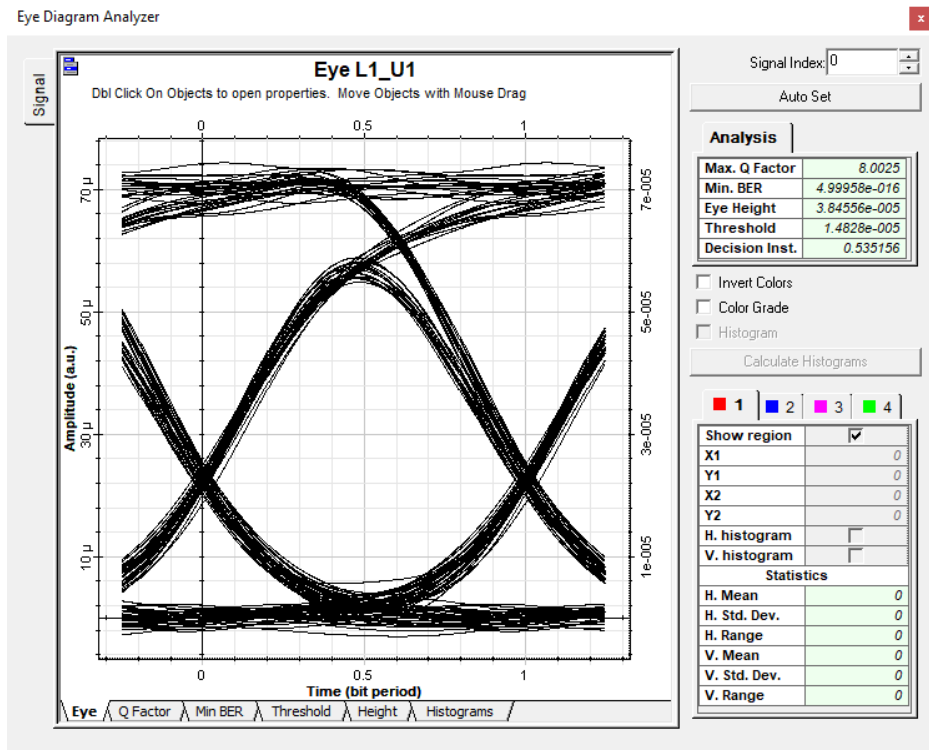 Eye Diagram Analyzer
x
Signal
Eye L1_U1
Dbl Click On Objects to open properties. Move Objects with Mouse Drag
0 0.5 1
70 µ
50 µ
30 µ
10 µ
Amplitude (a.u.)
7e-005
5e-005
3e-005
1e-005
0 0.5 1
Time (bit period)
Eye Q Factor Min BER Threshold Height Histograms
Signal Index: 0
Auto Set
Analysis
Max. Q Factor 8.0025
Min. BER 4.99958e-016
Eye Height 3.84556e-005
Threshold 1.4828e-005
Decision Inst. 0.535156
Invert Colors
Color Grade
Histogram
Calculate Histograms
1 2 3 4
Show region
X1 0
Y1 0
X2 0
Y2 0
H. histogram
V. histogram
Statistics
H. Mean 0
H. Std. Dev. 0
H. Range 0
V. Mean 0
V. Std. Dev. 0
V. Range 0